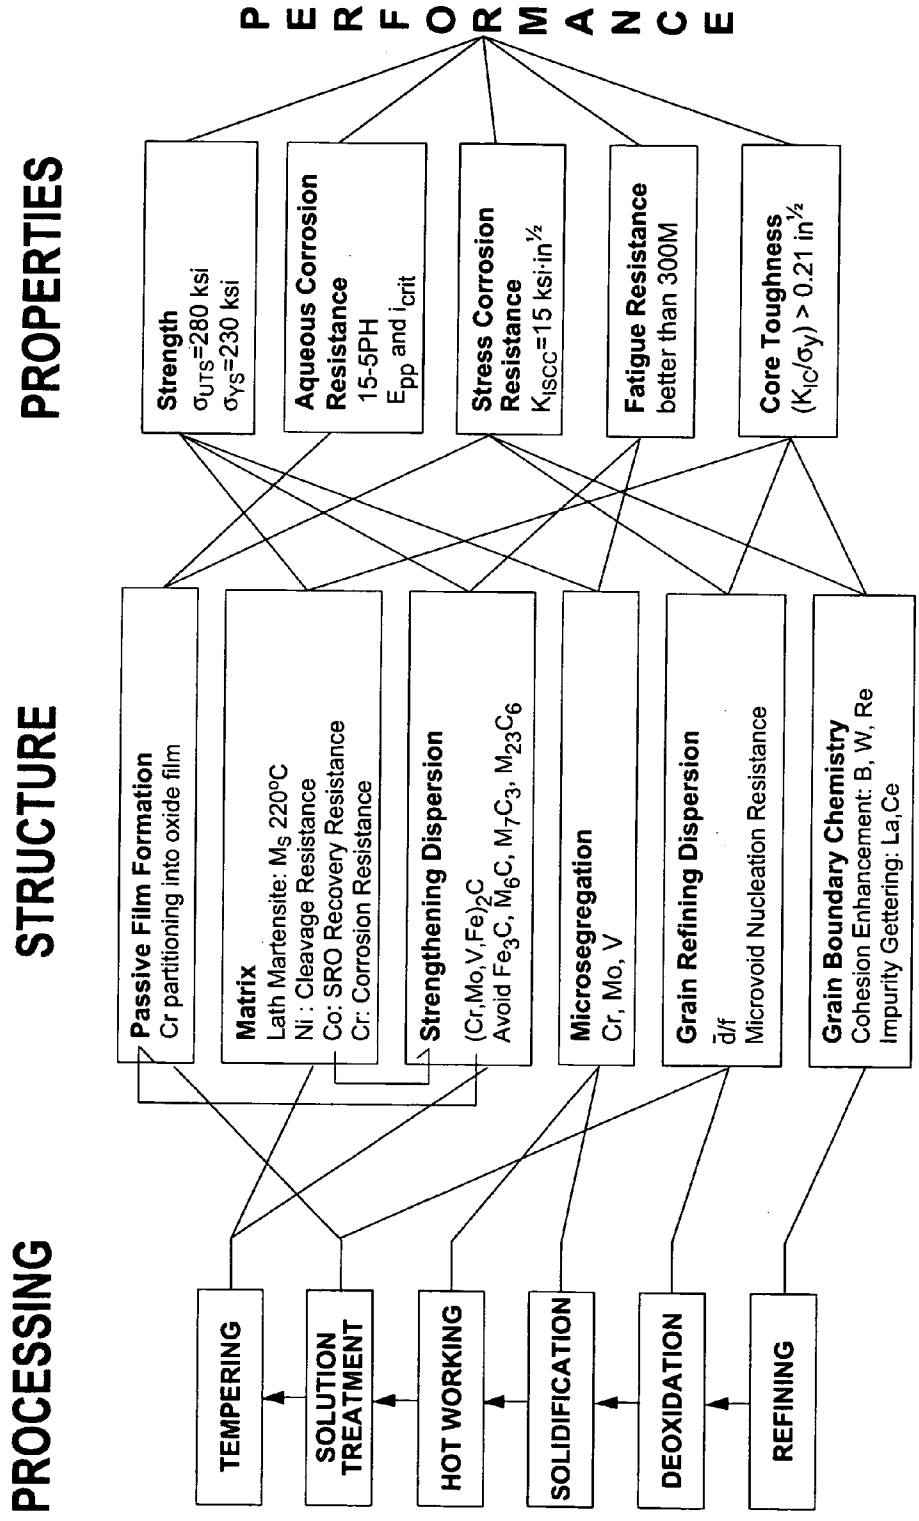 PROCESSING
STRUCTURE
PROPERTIES
TEMPERING
SOLUTION
TREATMENT
HOT WORKING
SOLIDIFICATION
DEOXIDATION
REFINING
Passive Film Formation
Cr partitioning into oxide film
Matrix
Lath Martensite: MS 220°C
Ni : Cleavage Resistance
Co: SRO Recovery Resistance
Cr: Corrosion Resistance
Strengthening Dispersion
(Cr,Mo,V,Fe)2C
Avoid Fe3C, M6C, M7C3, M23C6
Microsegregation
Cr, Mo, V
Grain Refining Dispersion
d̄/f
Microvoid Nucleation Resistance
Grain Boundary Chemistry
Cohesion Enhancement: B, W, Re
Impurity Gettering: La,Ce
Strength
σUTS=280 ksi
σYS=230 ksi
Aqueous Corrosion
Resistance
15-5PH
Epp and icrit
Stress Corrosion
Resistance
KISCC=15 ksi·in½
Fatigue Resistance
better than 300M
Core Toughness
(KIC/σy) > 0.21 in½
PERFORMANCE